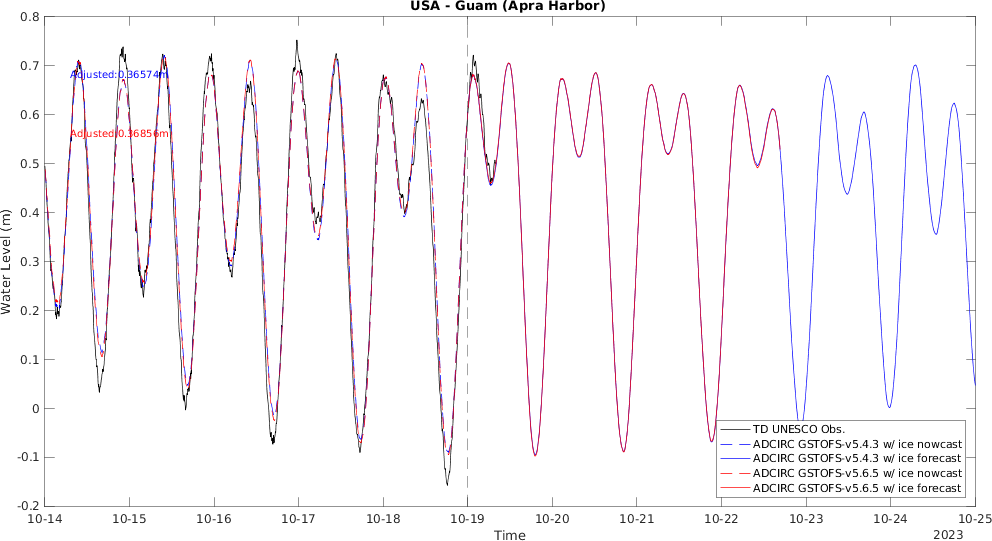 USA - Guam (Apra Harbor)
0.8
0.7
0.6
0.5
0.4
0.3
0.2
0.1
0
-0.1
-0.2
Water Level (m)
Adjusted:0.36574m
Adjusted:0.36856m
TD UNESCO Obs.
ADCIRC GSTOFS-v5.4.3 w/ ice nowcast
ADCIRC GSTOFS-v5.4.3 w/ ice forecast
ADCIRC GSTOFS-v5.6.5 w/ ice nowcast
ADCIRC GSTOFS-v5.6.5 w/ ice forecast
10-14 10-15 10-16 10-17 10-18 10-19 10-20 10-21 10-22 10-23 10-24 10-25
Time
2023